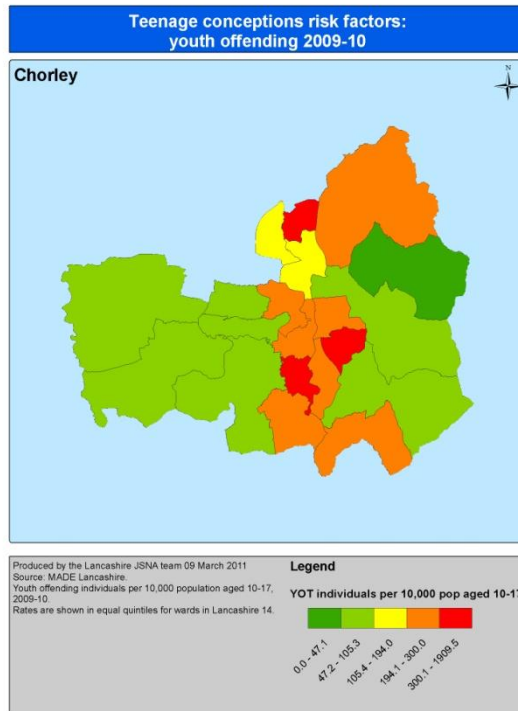 Teenage conceptions risk factors:
youth offending 2009-10
Chorley
N
Produced by the Lancashire JSNA team 09 March 2011
Source: MADE Lancashire.
Youth offending individuals per 10,000 population aged 10-17,
2009-10.
Rates are shown in equal quintiles for wards in Lancashire 14.
Legend
YOT individuals per 10,000 pop aged 10-17
0.0 - 47.1
47.2 - 105.3
105.4 - 194.0
194.1 - 300.0
300.1 - 1909.5